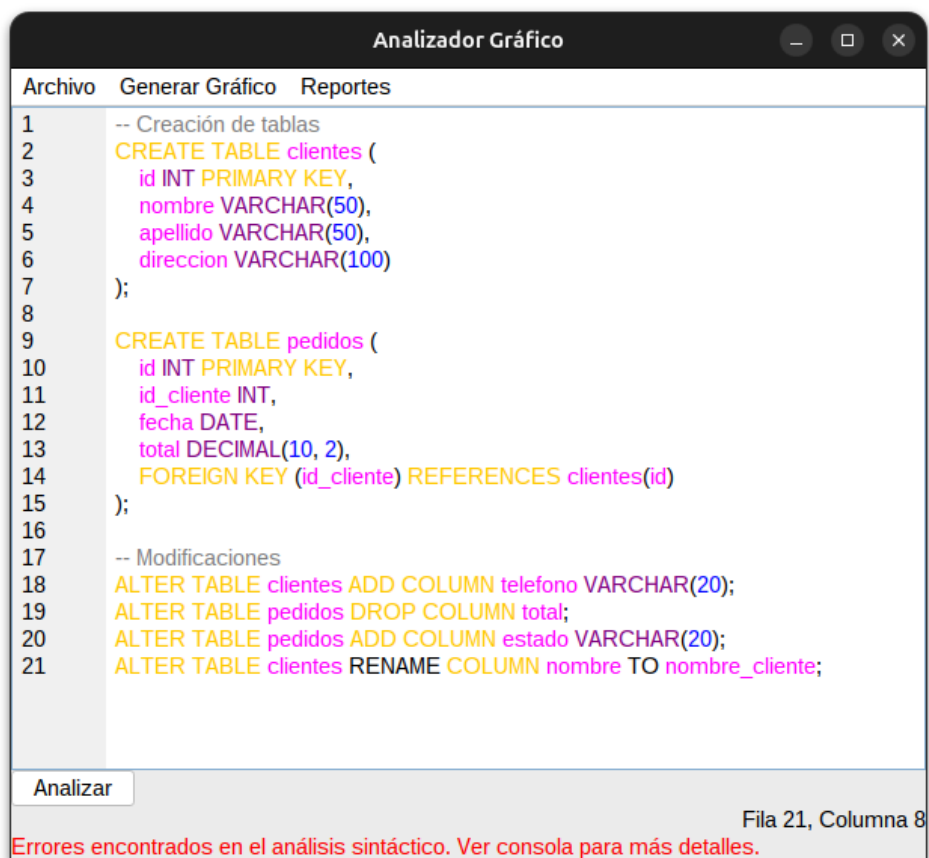 Analizador Gráfico
Archivo Generar Gráfico Reportes
1 -- Creación de tablas
2 CREATE TABLE clientes (
3 id INT PRIMARY KEY,
4 nombre VARCHAR(50),
5 apellido VARCHAR(50),
6 direccion VARCHAR(100)
7 );
8
9 CREATE TABLE pedidos (
10 id INT PRIMARY KEY,
11 id_cliente INT,
12 fecha DATE,
13 total DECIMAL(10, 2),
14 FOREIGN KEY (id_cliente) REFERENCES clientes(id)
15 );
16
17 -- Modificaciones
18 ALTER TABLE clientes ADD COLUMN telefono VARCHAR(20);
19 ALTER TABLE pedidos DROP COLUMN total;
20 ALTER TABLE pedidos ADD COLUMN estado VARCHAR(20);
21 ALTER TABLE clientes RENAME COLUMN nombre TO nombre_cliente;
Analizar
Fila 21, Columna 8
Errores encontrados en el análisis sintáctico. Ver consola para más detalles.